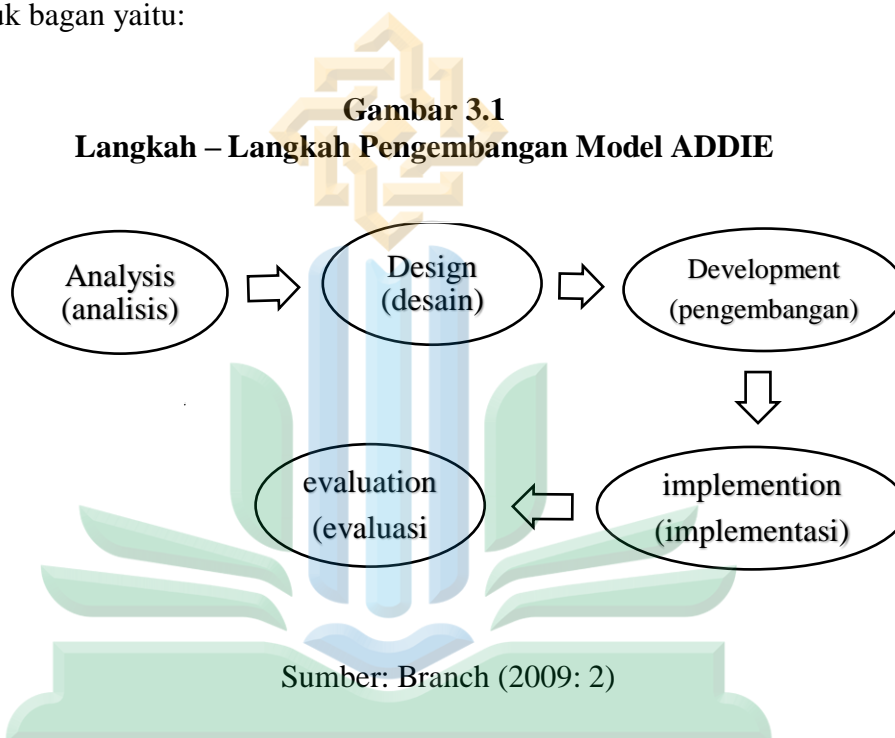 uk bagan yaitu:
Gambar 3.1
Langkah – Langkah Pengembangan Model ADDIE
Analysis
(analisis)
Design
(desain)
Development
(pengembangan)
implemention
(implementasi)
evaluation
(evaluasi
Sumber: Branch (2009: 2)